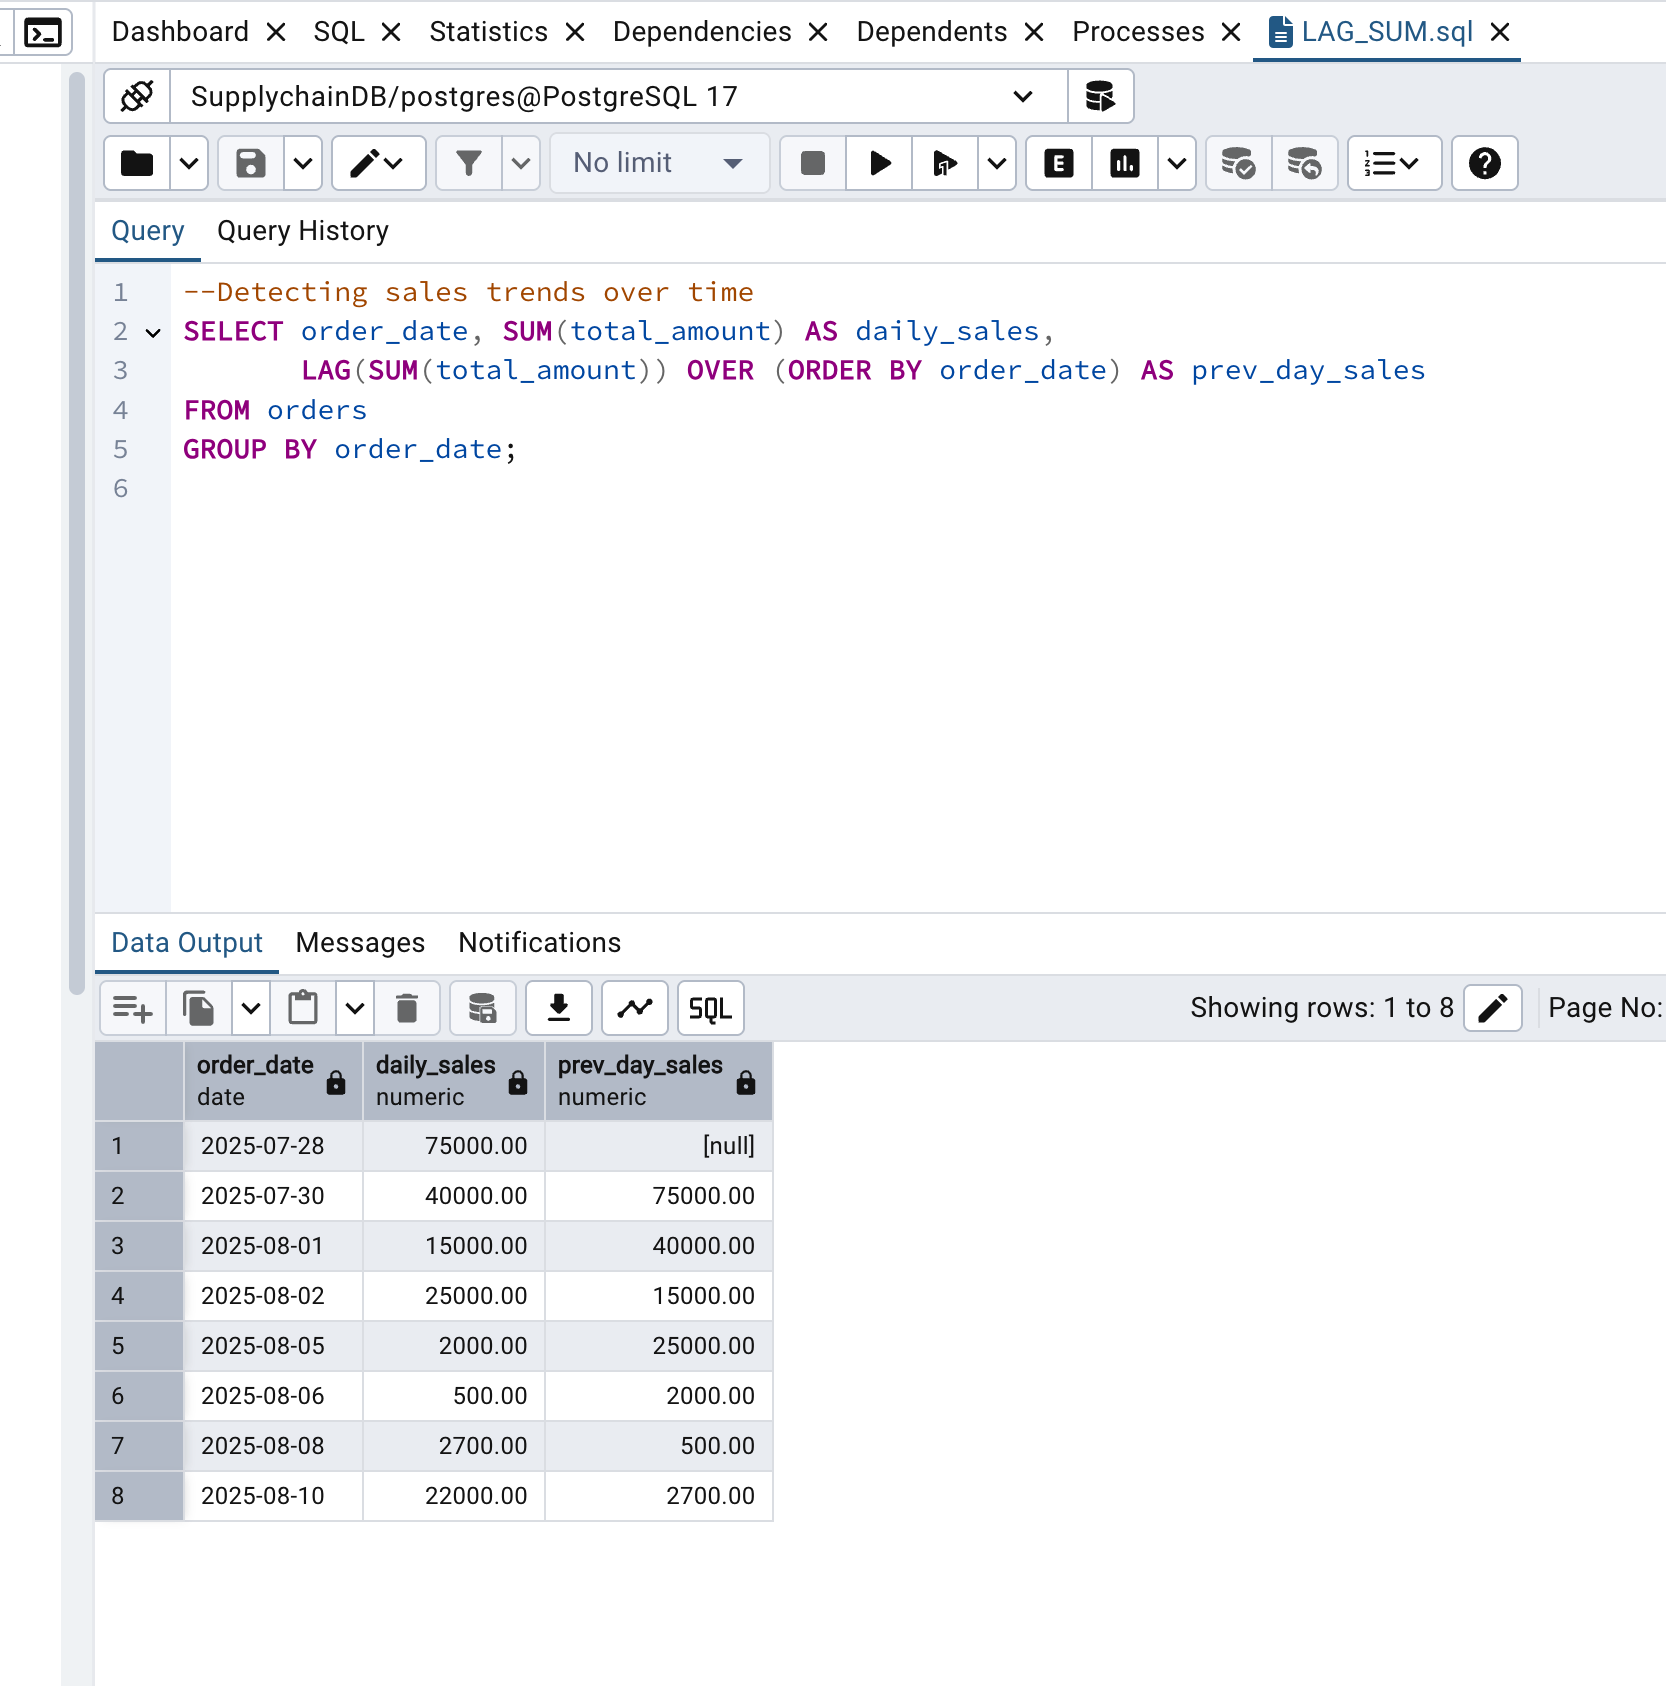 Dashboard SQL Statistics Dependencies Dependents Processes LAG_SUM.sql
SupplychainDB/postgres@PostgreSQL 17
No limit
Query Query History
1 --Detecting sales trends over time
2 SELECT order_date, SUM(total_amount) AS daily_sales,
3 LAG(SUM(total_amount)) OVER (ORDER BY order_date) AS prev_day_sales
4 FROM orders
5 GROUP BY order_date;
6
Data Output Messages Notifications
SQL Showing rows: 1 to 8 Page No:
order_date daily_sales prev_day_sales
date numeric numeric
1 2025-07-28 75000.00 [null]
2 2025-07-30 40000.00 75000.00
3 2025-08-01 15000.00 40000.00
4 2025-08-02 25000.00 15000.00
5 2025-08-05 2000.00 25000.00
6 2025-08-06 500.00 2000.00
7 2025-08-08 2700.00 500.00
8 2025-08-10 22000.00 2700.00